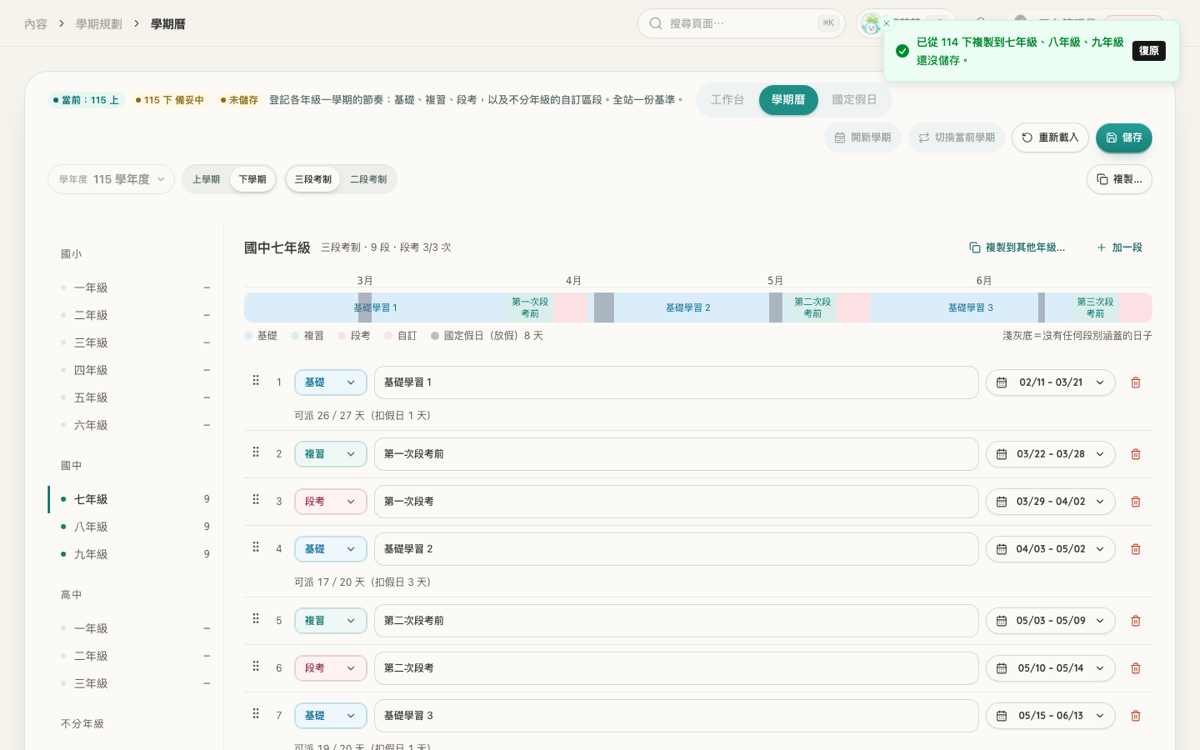 內容 > 學期規劃 > 學期曆
搜尋頁面…
⌘K
已從 114 下複製到七年級、八年級、九年級
還沒儲存。
復原
當前：115 上
115 下 備妥中
未儲存
登記各年級一學期的節奏：基礎、複習、段考，以及不分年級的自訂區段。全站一份基準。
工作台
學期曆
國定假日
開新學期
切換當前學期
重新載入
儲存
學年度 115 學年度
上學期
下學期
三段考制
二段考制
複製…
國小
一年級 –
二年級 –
三年級 –
四年級 –
五年級 –
六年級 –
國中
七年級 9
八年級 9
九年級 9
高中
一年級 –
二年級 –
三年級 –
不分年級
國中七年級 三段考制 · 9 段 · 段考 3/3 次
複製到其他年級…
+ 加一段
3月 4月 5月 6月
基礎學習 1
第一次段
考前
基礎學習 2
第二次段
考前
基礎學習 3
第三次段
考前
基礎 複習 段考 自訂 國定假日（放假）8 天
淺灰底＝沒有任何段別涵蓋的日子
1 基礎 基礎學習 1 02/11 – 03/21
可派 26 / 27 天（扣假日 1 天）
2 複習 第一次段考前 03/22 – 03/28
3 段考 第一次段考 03/29 – 04/02
4 基礎 基礎學習 2 04/03 – 05/02
可派 17 / 20 天（扣假日 3 天）
5 複習 第二次段考前 05/03 – 05/09
6 段考 第二次段考 05/10 – 05/14
7 基礎 基礎學習 3 05/15 – 06/13
可派 19 / 20 天（扣假日 1 天）